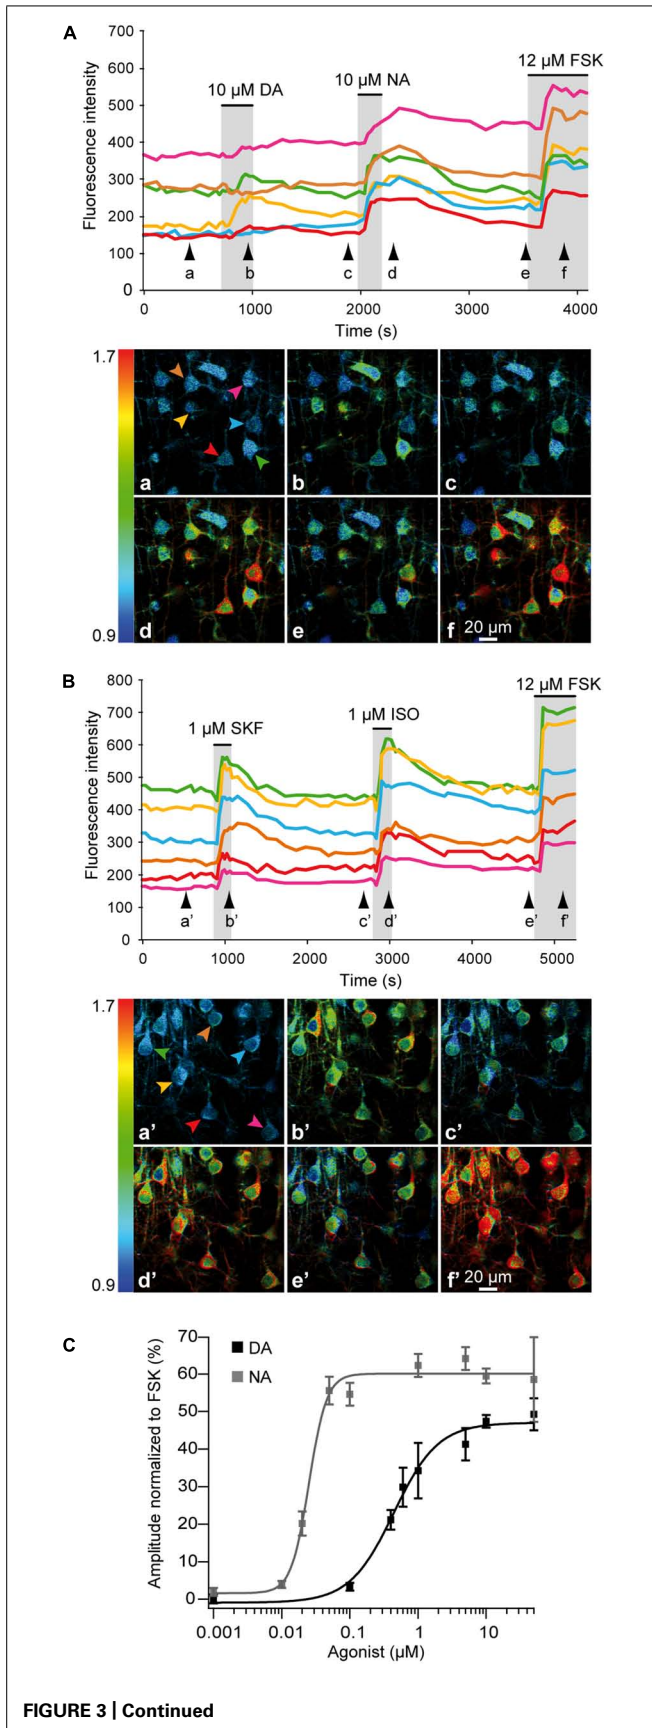 A
700
600
500
400
300
200
100
0
Fluorescence intensity
10 µM DA
10 µM NA
12 µM FSK
a b c d e f
0 1000 2000 3000 4000
Time (s)
1.7
0.9
a b c
d e f
20 µm
B
800
700
600
500
400
300
200
100
0
Fluorescence intensity
1 µM SKF
1 µM ISO
12 µM FSK
a’ b’ c’ d’ e’ f’
0 1000 2000 3000 4000 5000
Time (s)
1.7
0.9
a’ b’ c’
d’ e’ f’
20 µm
C
70
60
50
40
30
20
10
0
Amplitude normalized to FSK (%)
DA
NA
0.001 0.01 0.1 1 10
Agonist (µM)
FIGURE 3 | Continued